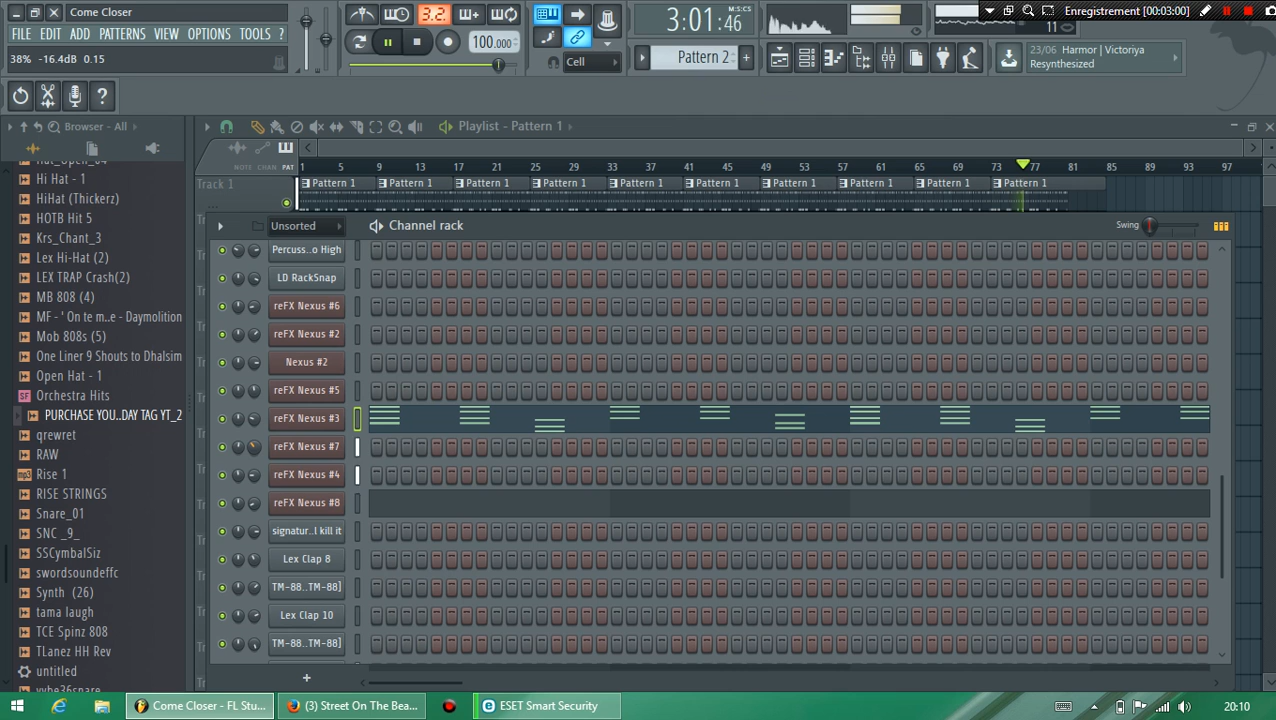 Come Closer
FILE EDIT ADD PATTERNS VIEW OPTIONS TOOLS ?
38% -16.4dB 0.15
3.2.
100.000
Cell
3:01:46
M:S:CS
Pattern 2
Enregistrement (00:03:00)
11
23/06 Harmor | Victoriya
Resynthesized
Browser - All
Playlist - Pattern 1
NOTE CHAN PAT
1 5 9 13 17 21 25 29 33 37 41 45 49 53 57 61 65 69 73 77 81 85 89 93 97
Track 1
Pattern 1 Pattern 1 Pattern 1 Pattern 1 Pattern 1 Pattern 1 Pattern 1 Pattern 1 Pattern 1 Pattern 1
Unsorted
Channel rack
Swing
Hat_Open_04
Hi Hat - 1
HiHat (Thickerz)
HOTB Hit 5
Krs_Chant_3
Lex Hi-Hat (2)
LEX TRAP Crash(2)
MB 808 (4)
MF - ' On te m..e - Daymolition
Mob 808s (5)
One Liner 9 Shouts to Dhalsim
Open Hat - 1
Orchestra Hits
PURCHASE YOU..DAY TAG YT_2
qrewret
RAW
Rise 1
RISE STRINGS
Snare_01
SNC _9_
SSCymbalSiz
swordsoundeffc
Synth (26)
tama laugh
TCE Spinz 808
TLanez HH Rev
untitled
vybe36snare
Percuss..o High
LD RackSnap
reFX Nexus #6
reFX Nexus #2
Nexus #2
reFX Nexus #5
reFX Nexus #3
reFX Nexus #7
reFX Nexus #4
reFX Nexus #8
signatur..I kill it
Lex Clap 8
TM-88..TM-88]
Lex Clap 10
TM-88..TM-88]
+
Come Closer - FL Stu...
(3) Street On The Bea...
ESET Smart Security
20:10